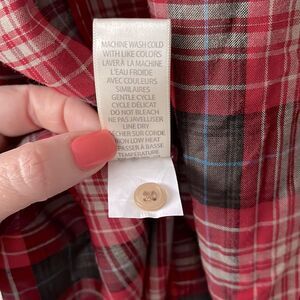 MACHINE WASH COLD
WITH LIKE COLORS
LAVER À LA MACHINE
L'EAU FROIDE
AVEC COULEURS
SIMILAIRES
GENTLE CYCLE
CYCLE DÉLICAT
DO NOT BLEACH
NE PAS JAVELLISER
LINE DRY
SÉCHER SUR CORDE
IRON LOW HEAT
REPASSER À BASSE
TEMPÉRATURE